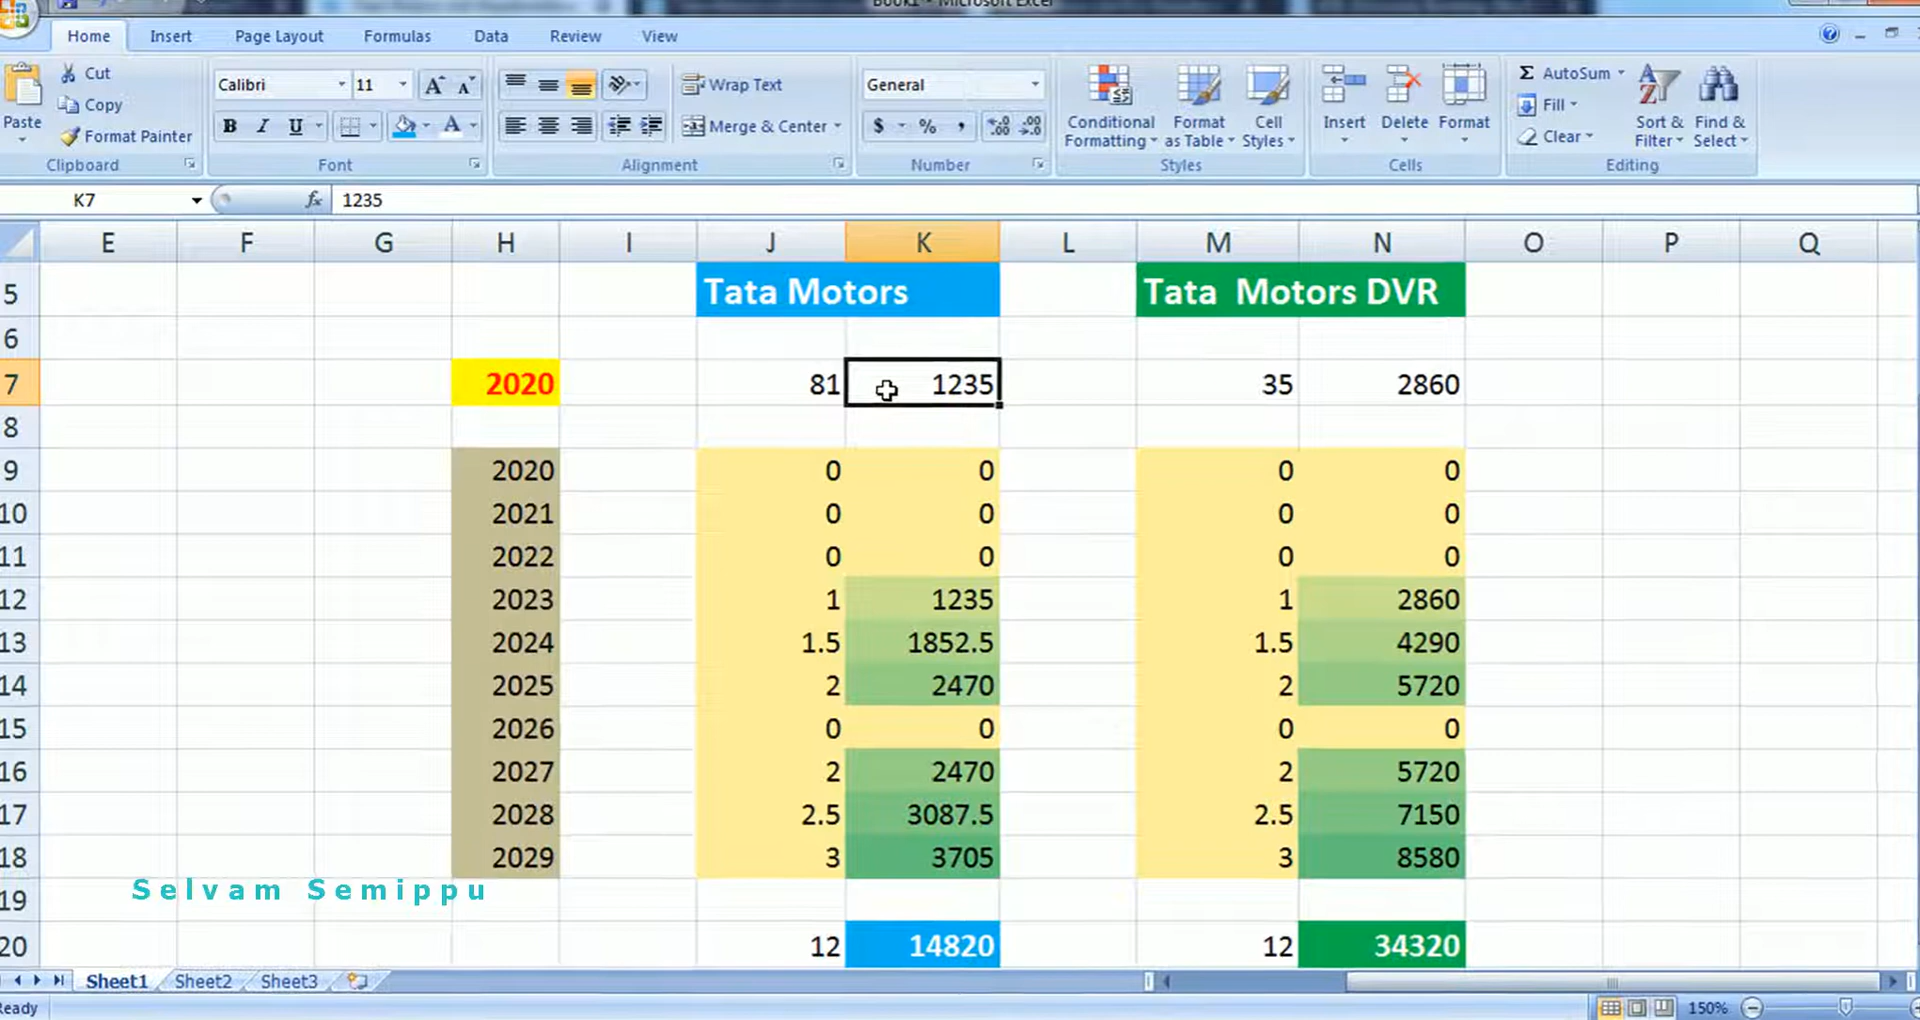 Book1 - Microsoft Excel
Home Insert Page Layout Formulas Data Review View
Cut Calibri 11 Wrap Text General AutoSum
Copy Fill
Paste Format Painter B I U Merge & Center $ % , Conditional Formatting Format as Table Cell Styles Insert Delete Format Clear Sort & Filter Find & Select
Clipboard Font Alignment Number Styles Cells Editing
K7 fx 1235
E F G H I J K L M N O P Q
5 Tata Motors Tata Motors DVR
6
7 2020 81 1235 35 2860
8
9 2020 0 0 0 0
10 2021 0 0 0 0
11 2022 0 0 0 0
12 2023 1 1235 1 2860
13 2024 1.5 1852.5 1.5 4290
14 2025 2 2470 2 5720
15 2026 0 0 0 0
16 2027 2 2470 2 5720
17 2028 2.5 3087.5 2.5 7150
18 2029 3 3705 3 8580
Selvam Semippu
19
20 12 14820 12 34320
Sheet1 Sheet2 Sheet3
Ready 150%